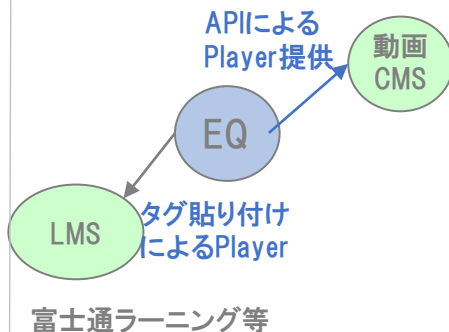 APIによる
Player提供
動画
CMS
EQ
LMS
タグ貼り付け
によるPlayer
富士通ラーニング等